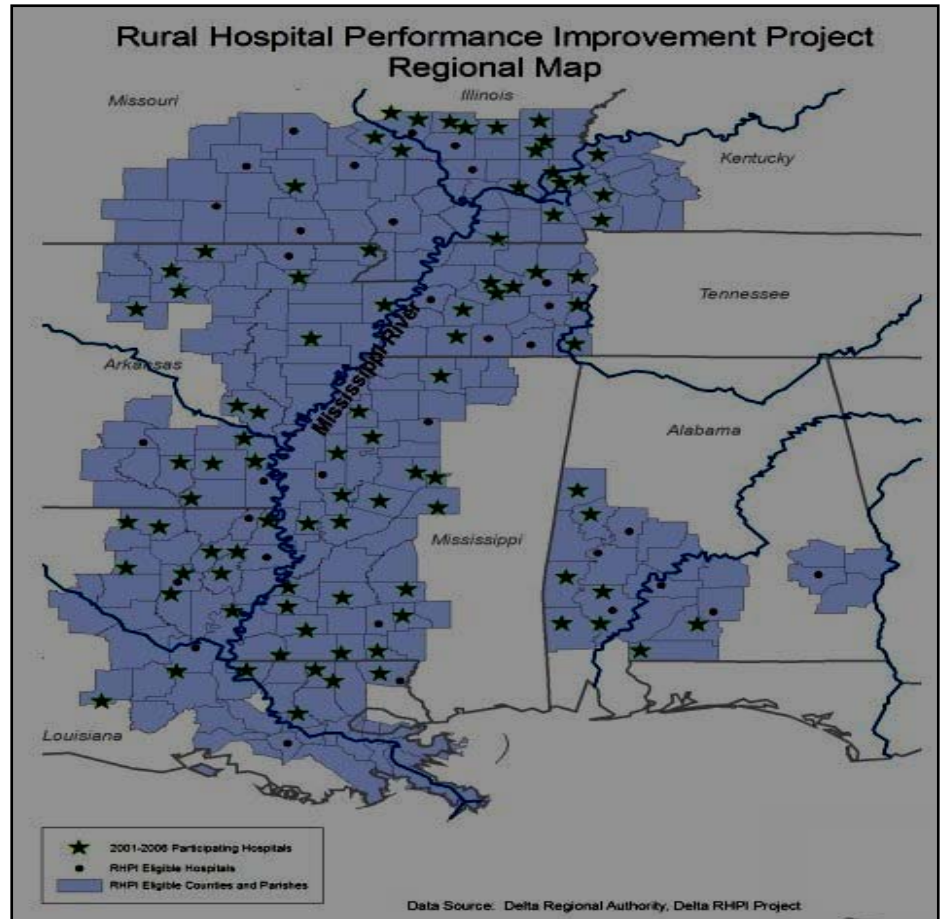 Rural Hospital Performance Improvement Project
Regional Map
Missouri
Illinois
Kentucky
Tennessee
Arkansas
Mississippi River
Alabama
Mississippi
Louisiana
2001-2006 Participating Hospitals
RHPI Eligible Hospitals
RHPI Eligible Counties and Parishes
Data Source: Delta Regional Authority, Delta RHPI Project